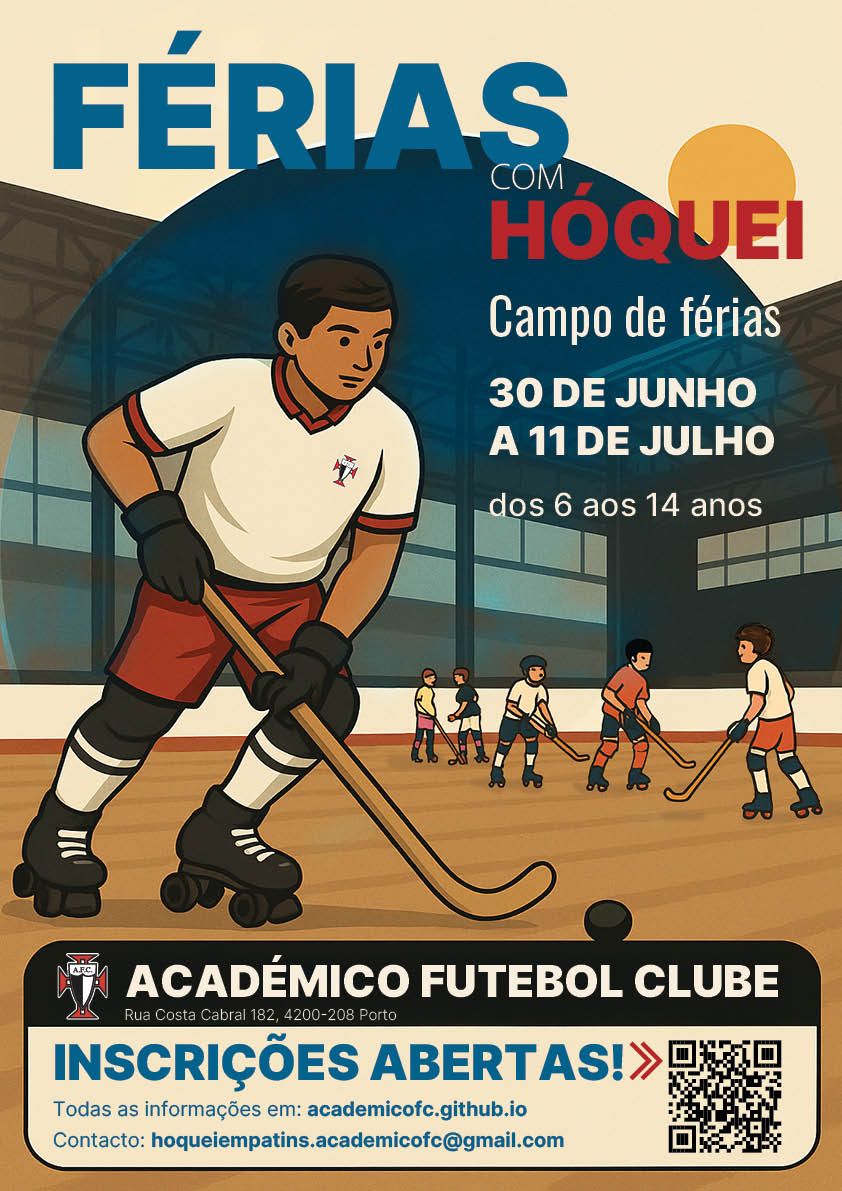 FÉRIAS
COM
HÓQUEI
Campo de férias
30 DE JUNHO
A 11 DE JULHO
dos 6 aos 14 anos
A.F.C.
ACADÉMICO FUTEBOL CLUBE
Rua Costa Cabral 182, 4200-208 Porto
INSCRIÇÕES ABERTAS!
Todas as informações em: academicofc.github.io
Contacto: hoqueiempatins.academicofc@gmail.com